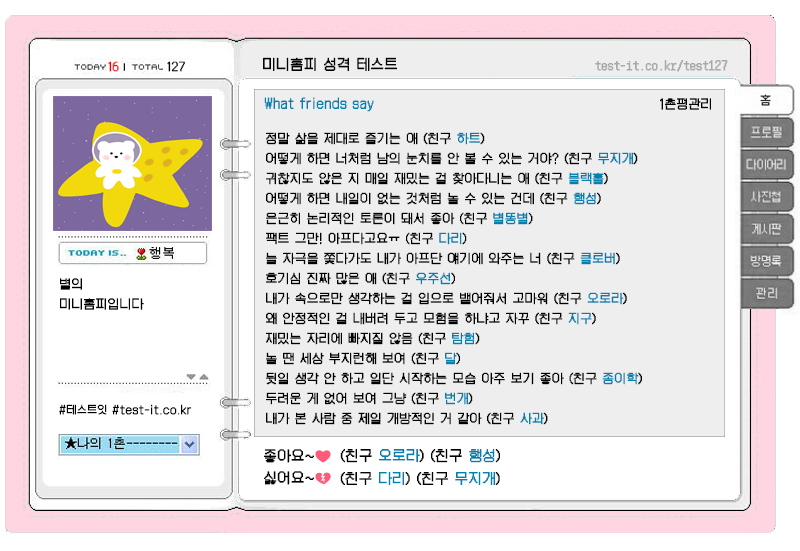 TODAY 16 | TOTAL 127
미니홈피 성격 테스트
test-it.co.kr/test127
TODAY IS.. 행복
별의
미니홈피입니다
#테스트잇 #test-it.co.kr
★나의 1촌--------
What friends say
1촌평관리
정말 삶을 제대로 즐기는 애 (친구 하트)
어떻게 하면 너처럼 남의 눈치를 안 볼 수 있는 거야? (친구 무지개)
귀찮지도 않은 지 매일 재밌는 걸 찾아다니는 애 (친구 블랙홀)
어떻게 하면 내일이 없는 것처럼 놀 수 있는 건데 (친구 행성)
은근히 논리적인 토론이 돼서 좋아 (친구 별똥별)
팩트 그만! 아프다고요ㅠ (친구 다리)
늘 자극을 쫓다가도 내가 아프단 얘기에 와주는 너 (친구 클로버)
호기심 진짜 많은 애 (친구 우주선)
내가 속으로만 생각하는 걸 입으로 뱉어줘서 고마워 (친구 오로라)
왜 안정적인 걸 내버려 두고 모험을 하냐고 자꾸 (친구 지구)
재밌는 자리에 빠지질 않음 (친구 탐험)
놀 땐 세상 부지런해 보여 (친구 달)
뒷일 생각 안 하고 일단 시작하는 모습 아주 보기 좋아 (친구 종이학)
두려운 게 없어 보여 그냥 (친구 번개)
내가 본 사람 중 제일 개방적인 거 같아 (친구 사과)
좋아요~ (친구 오로라) (친구 행성)
싫어요~ (친구 다리) (친구 무지개)
홈
프로필
다이어리
사진첩
게시판
방명록
관리